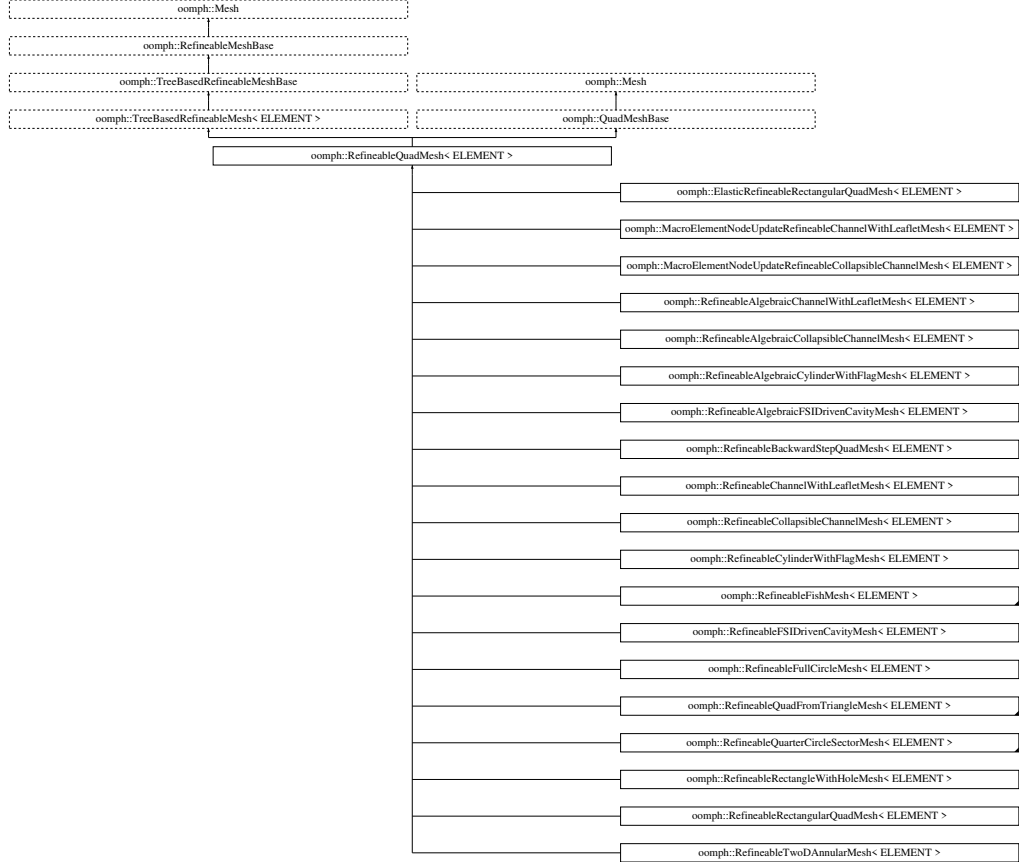 oomph::Mesh
oomph::RefineableMeshBase
oomph::TreeBasedRefineableMeshBase
oomph::Mesh
oomph::TreeBasedRefineableMesh< ELEMENT >
oomph::QuadMeshBase
oomph::RefineableQuadMesh< ELEMENT >
oomph::ElasticRefineableRectangularQuadMesh< ELEMENT >
oomph::MacroElementNodeUpdateRefineableChannelWithLeafletMesh< ELEMENT >
oomph::MacroElementNodeUpdateRefineableCollapsibleChannelMesh< ELEMENT >
oomph::RefineableAlgebraicChannelWithLeafletMesh< ELEMENT >
oomph::RefineableAlgebraicCollapsibleChannelMesh< ELEMENT >
oomph::RefineableAlgebraicCylinderWithFlagMesh< ELEMENT >
oomph::RefineableAlgebraicFSIDrivenCavityMesh< ELEMENT >
oomph::RefineableBackwardStepQuadMesh< ELEMENT >
oomph::RefineableChannelWithLeafletMesh< ELEMENT >
oomph::RefineableCollapsibleChannelMesh< ELEMENT >
oomph::RefineableCylinderWithFlagMesh< ELEMENT >
oomph::RefineableFishMesh< ELEMENT >
oomph::RefineableFSIDrivenCavityMesh< ELEMENT >
oomph::RefineableFullCircleMesh< ELEMENT >
oomph::RefineableQuadFromTriangleMesh< ELEMENT >
oomph::RefineableQuarterCircleSectorMesh< ELEMENT >
oomph::RefineableRectangleWithHoleMesh< ELEMENT >
oomph::RefineableRectangularQuadMesh< ELEMENT >
oomph::RefineableTwoDAnnularMesh< ELEMENT >